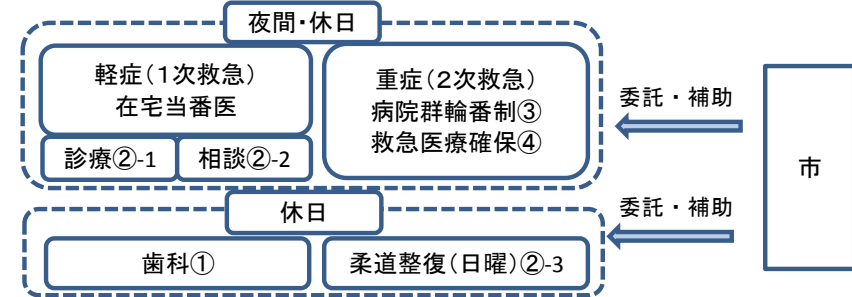 夜間・休日
軽症(1次救急)
在宅当番医
診療②-1
相談②-2
重症(2次救急)
病院群輪番制③
救急医療確保④
委託・補助
市
休日
歯科①
柔道整復(日曜)②-3
委託・補助